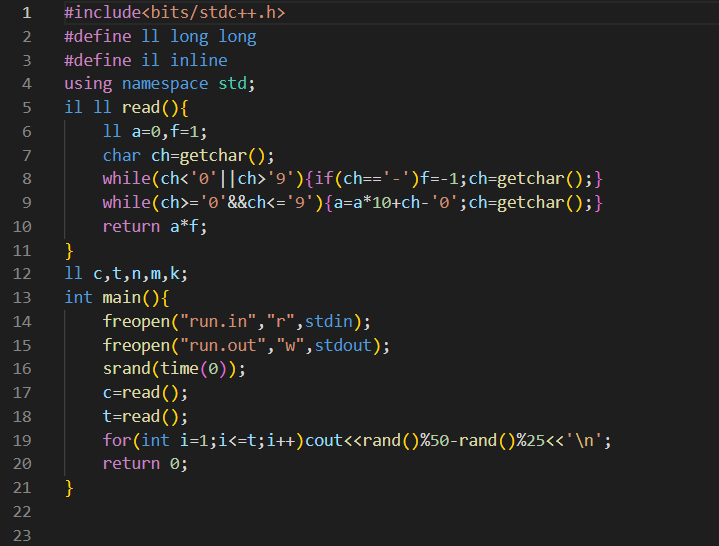 1 #include<bits/stdc++.h>
2 #define ll long long
3 #define il inline
4 using namespace std;
5 il ll read(){
6     ll a=0,f=1;
7     char ch=getchar();
8     while(ch<'0'||ch>'9'){if(ch=='-')f=-1;ch=getchar();}
9     while(ch>='0'&&ch<='9'){a=a*10+ch-'0';ch=getchar();}
10     return a*f;
11 }
12 ll c,t,n,m,k;
13 int main(){
14     freopen("run.in","r",stdin);
15     freopen("run.out","w",stdout);
16     srand(time(0));
17     c=read();
18     t=read();
19     for(int i=1;i<=t;i++)cout<<rand()%50-rand()%25<<'\n';
20     return 0;
21 }
22
23